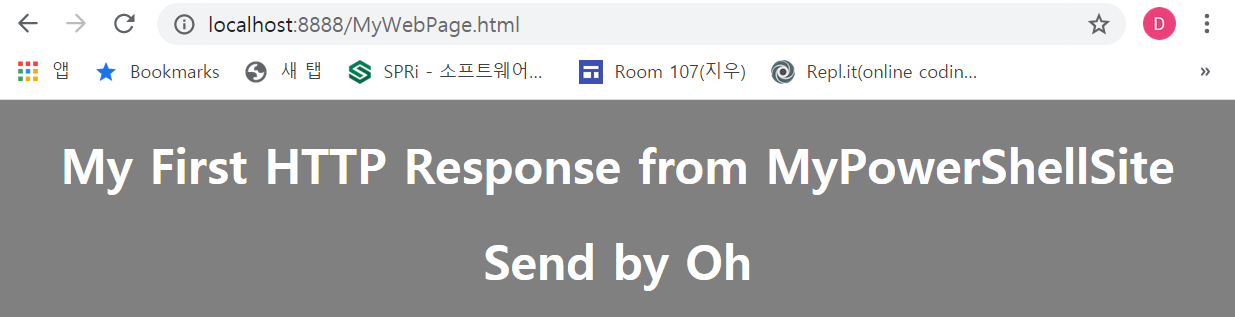 localhost:8888/MyWebPage.html
D
앱 Bookmarks 새 탭 SPRi - 소프트웨어... Room 107(지우) Repl.it(online codin... »
My First HTTP Response from MyPowerShellSite
Send by Oh